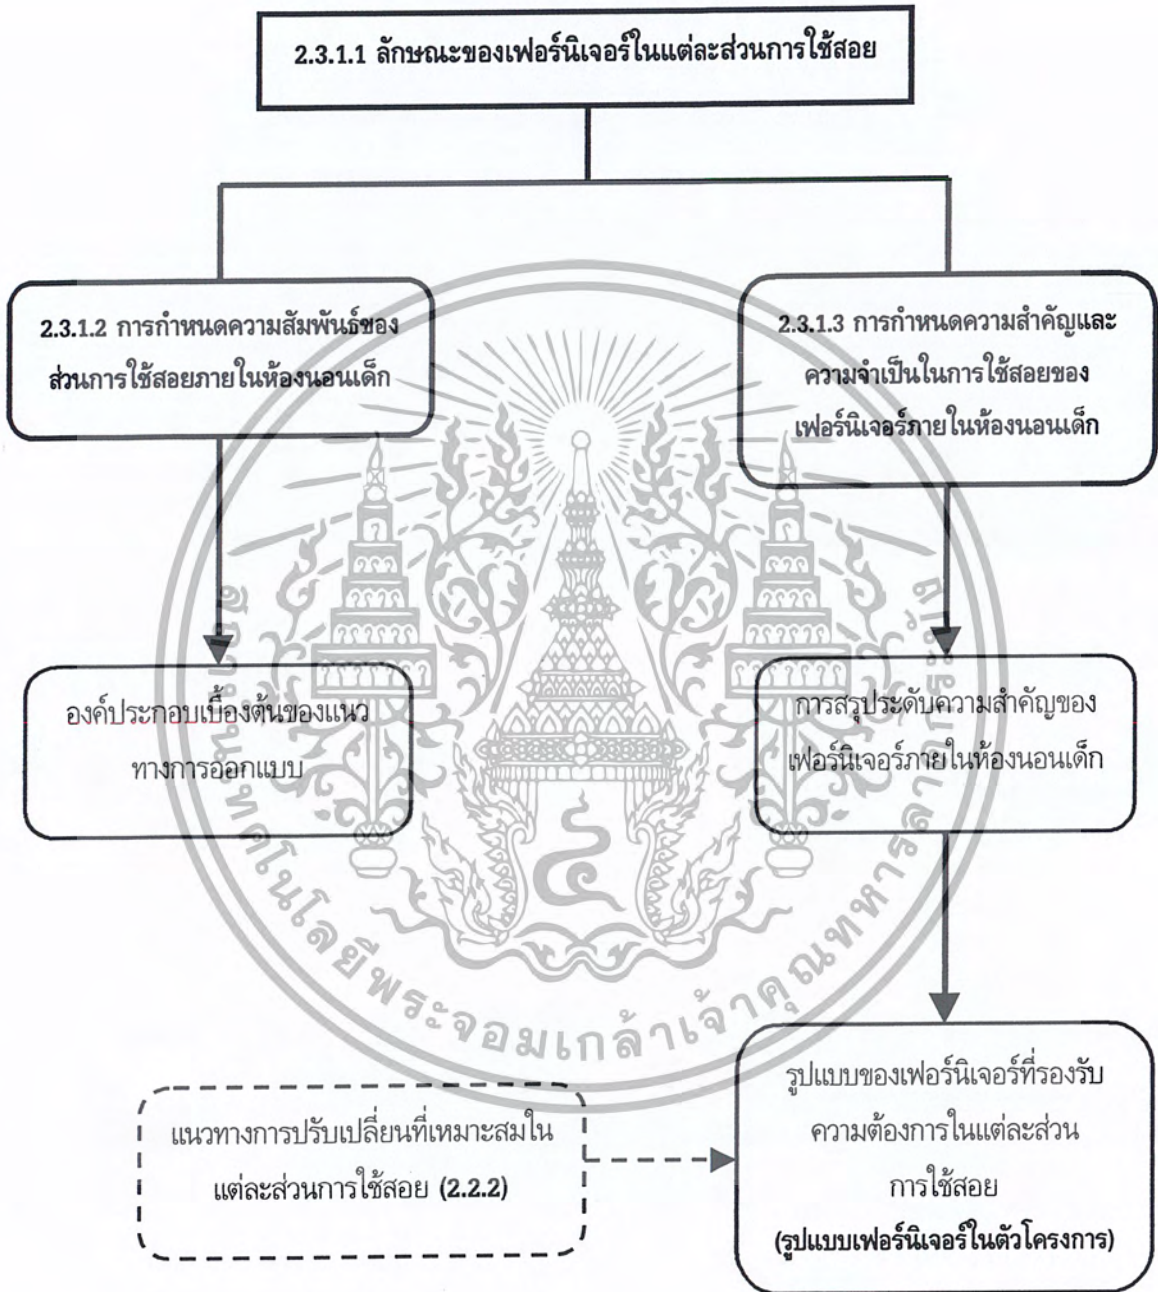 2.3.1.1 ลักษณะของเฟอร์นิเจอร์ในแต่ละส่วนการใช้สอย
2.3.1.2 การกำหนดความสัมพันธ์ของ
ส่วนการใช้สอยภายในห้องนอนเด็ก
2.3.1.3 การกำหนดความสำคัญและ
ความจำเป็นในการใช้สอยของ
เฟอร์นิเจอร์ภายในห้องนอนเด็ก
องค์ประกอบเบื้องต้นของแนว
ทางการออกแบบ
การสรุประดับความสำคัญของ
เฟอร์นิเจอร์ภายในห้องนอนเด็ก
แนวทางการปรับเปลี่ยนที่เหมาะสมใน
แต่ละส่วนการใช้สอย (2.2.2)
รูปแบบของเฟอร์นิเจอร์ที่รองรับ
ความต้องการในแต่ละส่วน
การใช้สอย
(รูปแบบเฟอร์นิเจอร์ในตัวโครงการ)
สถาบันเทคโนโลยีพระจอมเกล้าเจ้าคุณทหารลาดกระบัง
๔